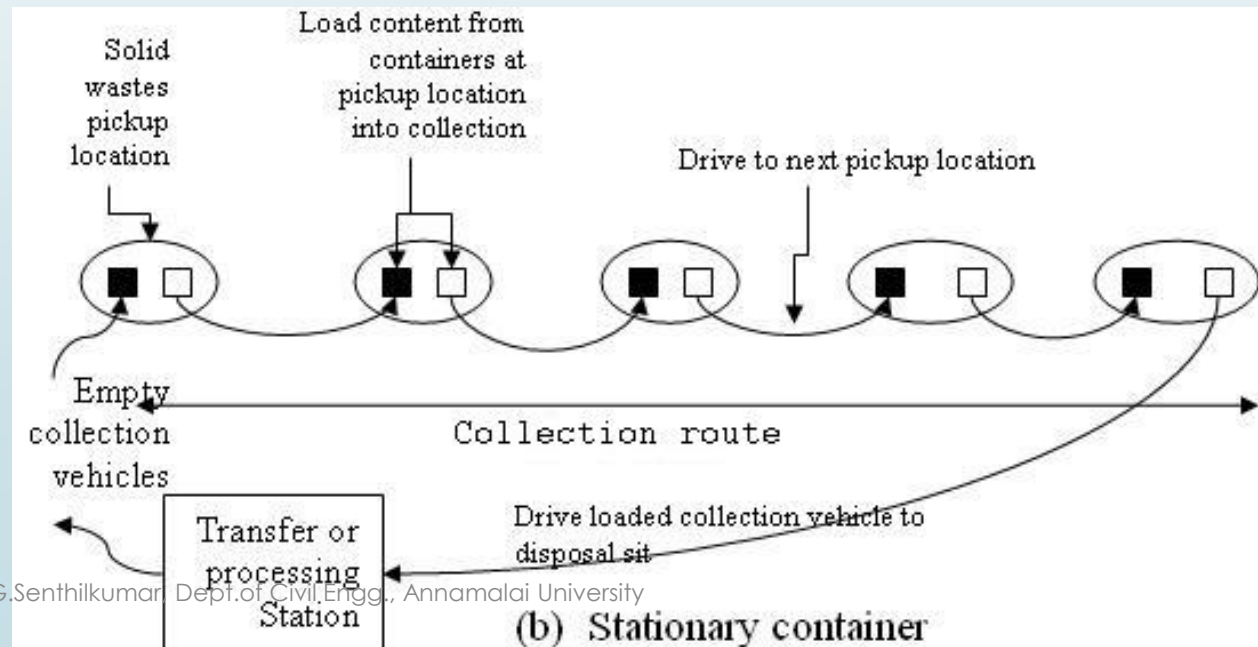 Solid
wastes
pickup
location
Load content from
containers at
pickup location
into collection
Drive to next pickup location
Empty
collection
vehicles
Collection route
Transfer or
processing
Station
Drive loaded collection vehicle to
disposal sit
G.Senthilkumar, Dept.of Civil Engg., Annamalai University
(b) Stationary container